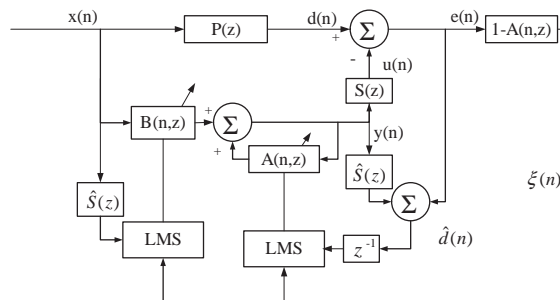 x(n)
P(z)
d(n)
+
Σ
e(n)
1-A(n,z)
-
u(n)
S(z)
B(n,z)
+
Σ
+
y(n)
A(n,z)
Ŝ(z)
Ŝ(z)
ξ(n)
Σ
d̂(n)
LMS
LMS
z⁻¹